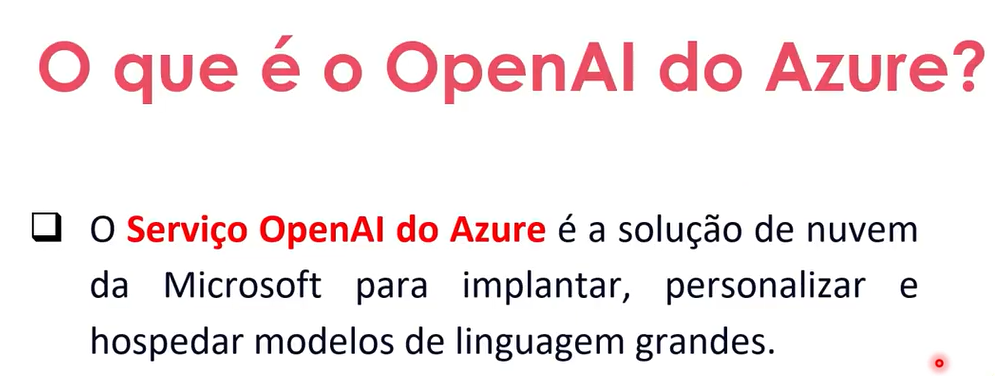 O que é o OpenAI do Azure?
O Serviço OpenAI do Azure é a solução de nuvem
da Microsoft para implantar, personalizar e
hospedar modelos de linguagem grandes.